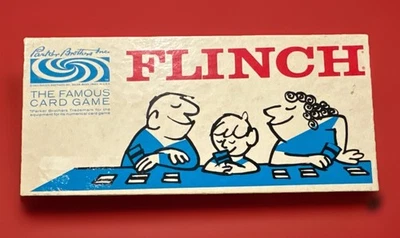 Parker Brothers Inc.
FLINCH
THE FAMOUS
CARD GAME